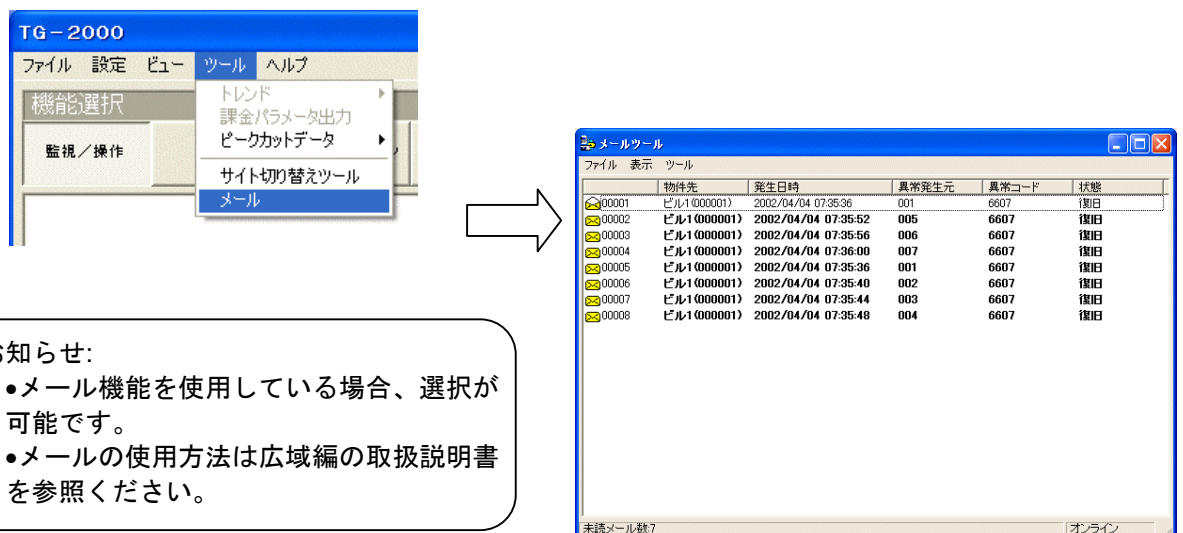 TG-2000
ファイル 設定 ビュー ツール ヘルプ
機能選択
監視/操作
トレンド
課金パラメータ出力
ピークカットデータ
サイト切り替えツール
メール
メールツール
ファイル 表示 ツール
物件先 発生日時 異常発生元 異常コード 状態
00001 ビル1(000001) 2002/04/04 07:35:36 001 6607 復旧
00002 ビル1(000001) 2002/04/04 07:35:52 005 6607 復旧
00003 ビル1(000001) 2002/04/04 07:35:56 006 6607 復旧
00004 ビル1(000001) 2002/04/04 07:36:00 007 6607 復旧
00005 ビル1(000001) 2002/04/04 07:35:36 001 6607 復旧
00006 ビル1(000001) 2002/04/04 07:35:40 002 6607 復旧
00007 ビル1(000001) 2002/04/04 07:35:44 003 6607 復旧
00008 ビル1(000001) 2002/04/04 07:35:48 004 6607 復旧
未読メール数:7 オンライン
お知らせ:
•メール機能を使用している場合、選択が
可能です。
•メールの使用方法は広域編の取扱説明書
を参照ください。